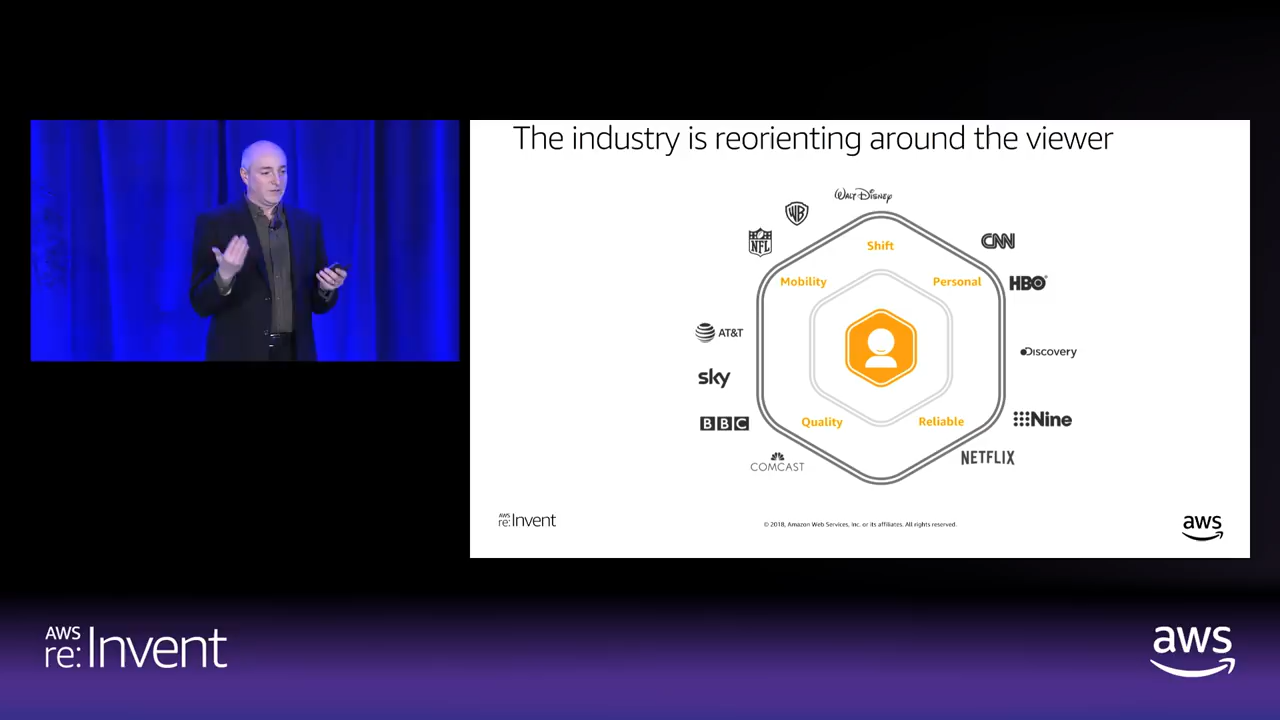 The industry is reorienting around the viewer
WALT DISNEY
WB
NFL
CNN
Shift
Mobility
Personal
HBO
AT&T
Discovery
sky
BBC
Quality
Reliable
Nine
COMCAST
NETFLIX
AWS
re:Invent
© 2018, Amazon Web Services, Inc. or its affiliates. All rights reserved.
aws
AWS
re:Invent
aws